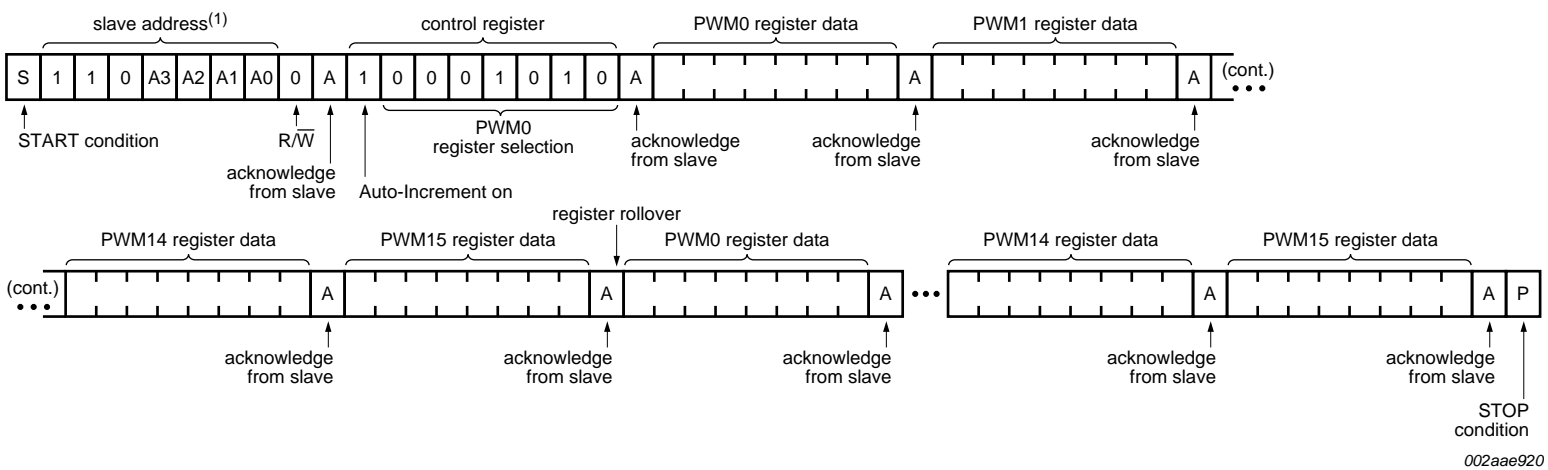 slave address(1) control register PWM0 register data PWM1 register data
S 1 1 0 A3 A2 A1 A0 0 A 1 0 0 0 1 0 1 0 A A A (cont.)
START condition R/W̅ PWM0 acknowledge acknowledge acknowledge
register selection from slave from slave from slave
acknowledge
from slave Auto-Increment on
register rollover
PWM14 register data PWM15 register data PWM0 register data PWM14 register data PWM15 register data
(cont.) A A A ••• A A P
acknowledge acknowledge acknowledge acknowledge acknowledge
from slave from slave from slave from slave from slave
STOP
condition
002aae920